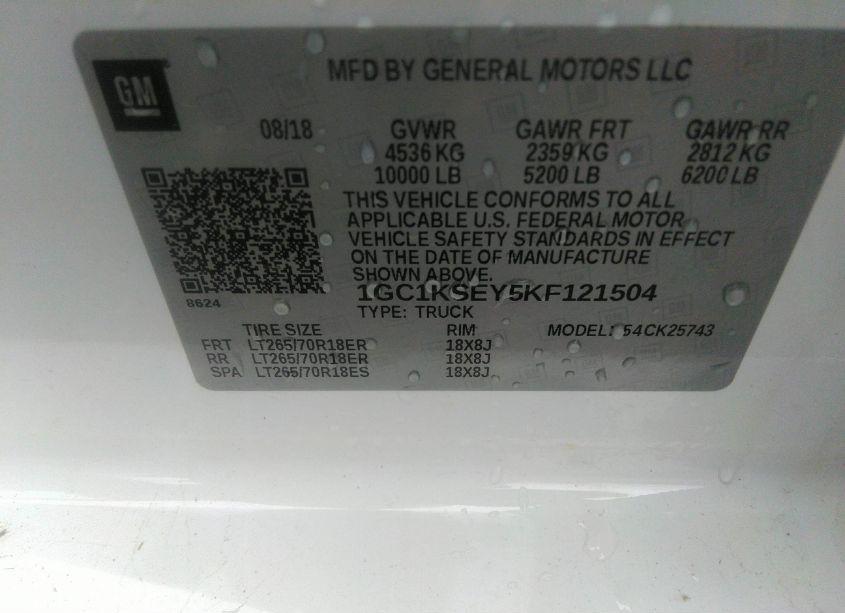 GM
MFD BY GENERAL MOTORS LLC
08/18 GVWR GAWR FRT GAWR RR
4536 KG 2359 KG 2812 KG
10000 LB 5200 LB 6200 LB
THIS VEHICLE CONFORMS TO ALL
APPLICABLE U.S. FEDERAL MOTOR
VEHICLE SAFETY STANDARDS IN EFFECT
ON THE DATE OF MANUFACTURE
SHOWN ABOVE.
8624
1GC1KSEY5KF121504
TYPE: TRUCK
TIRE SIZE RIM MODEL: 54CK25743
FRT LT265/70R18ER 18X8J
RR LT265/70R18ER 18X8J
SPA LT265/70R18ES 18X8J